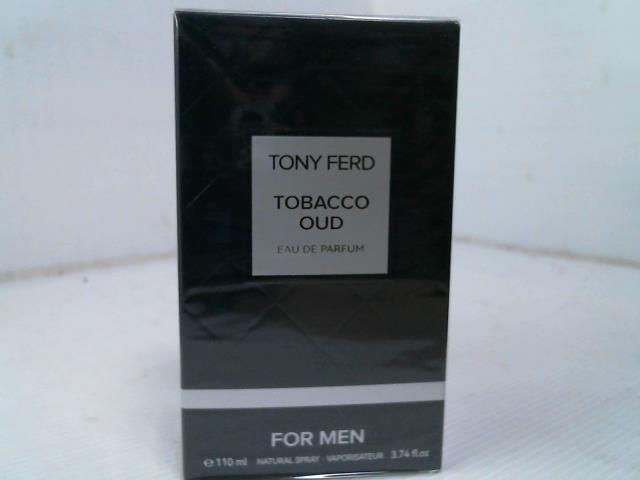 TONY FERD
TOBACCO
OUD
EAU DE PARFUM
FOR MEN
℮ 110 ml NATURAL SPRAY - VAPORISATEUR 3.74 fl.oz